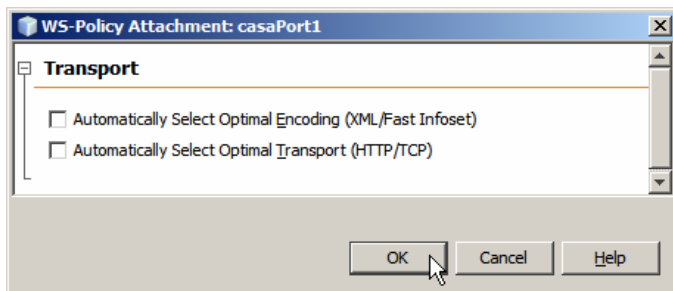 WS-Policy Attachment: casaPort1
Transport
Automatically Select Optimal Encoding (XML/Fast Infoset)
Automatically Select Optimal Transport (HTTP/TCP)
OK Cancel Help